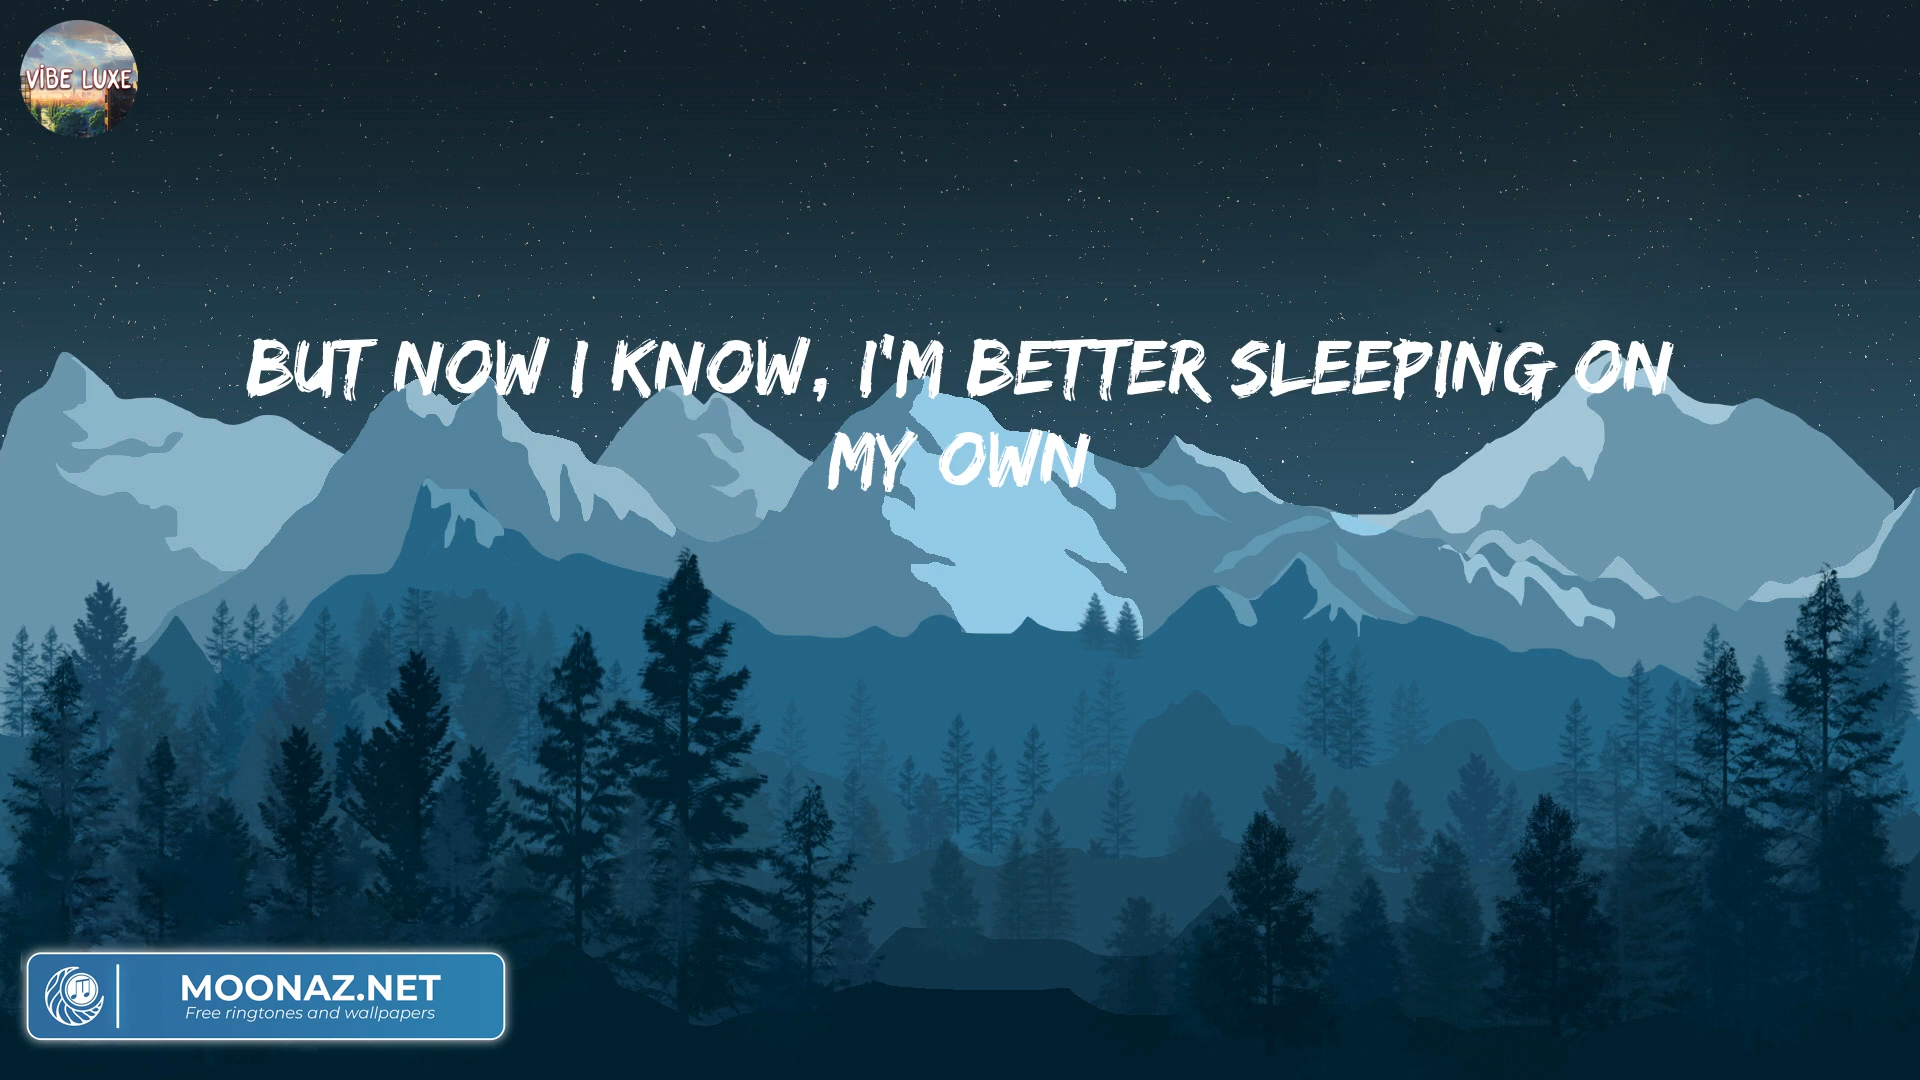 VIBE LUXE
BUT NOW I KNOW, I'M BETTER SLEEPING ON
MY OWN
MOONAZ.NET
Free ringtones and wallpapers